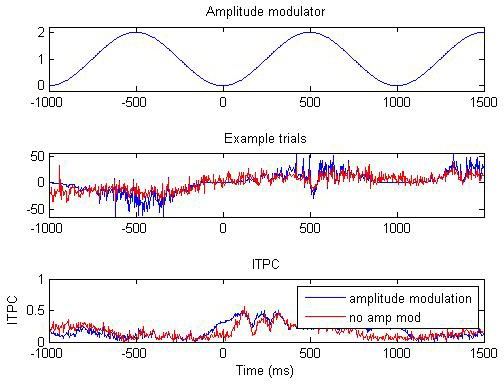 Amplitude modulator
2
1
0
-1000 -500 0 500 1000 1500
Example trials
50
0
-50
-1000 -500 0 500 1000 1500
ITPC
1
0.5
0
ITPC
amplitude modulation
no amp mod
-1000 -500 0 500 1000 1500
Time (ms)